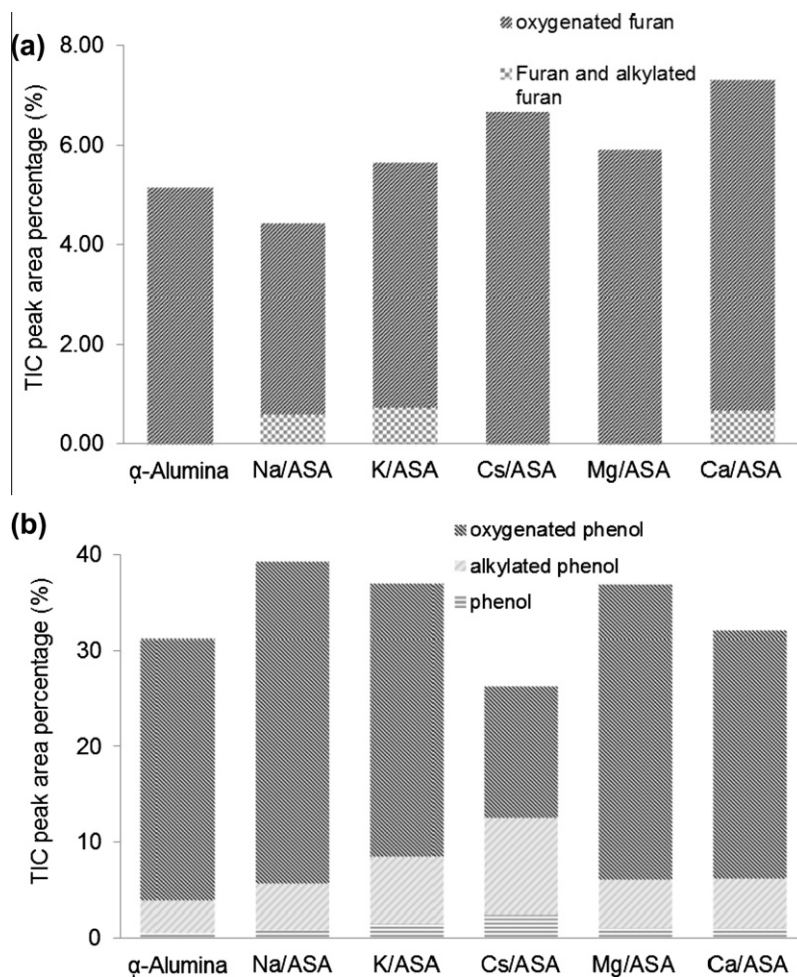 (a)
oxygenated furan
Furan and alkylated
furan
TIC peak area percentage (%)
8.00
6.00
4.00
2.00
0.00
α-Alumina Na/ASA K/ASA Cs/ASA Mg/ASA Ca/ASA
(b)
oxygenated phenol
alkylated phenol
phenol
TIC peak area percentage (%)
40
30
20
10
0
α-Alumina Na/ASA K/ASA Cs/ASA Mg/ASA Ca/ASA